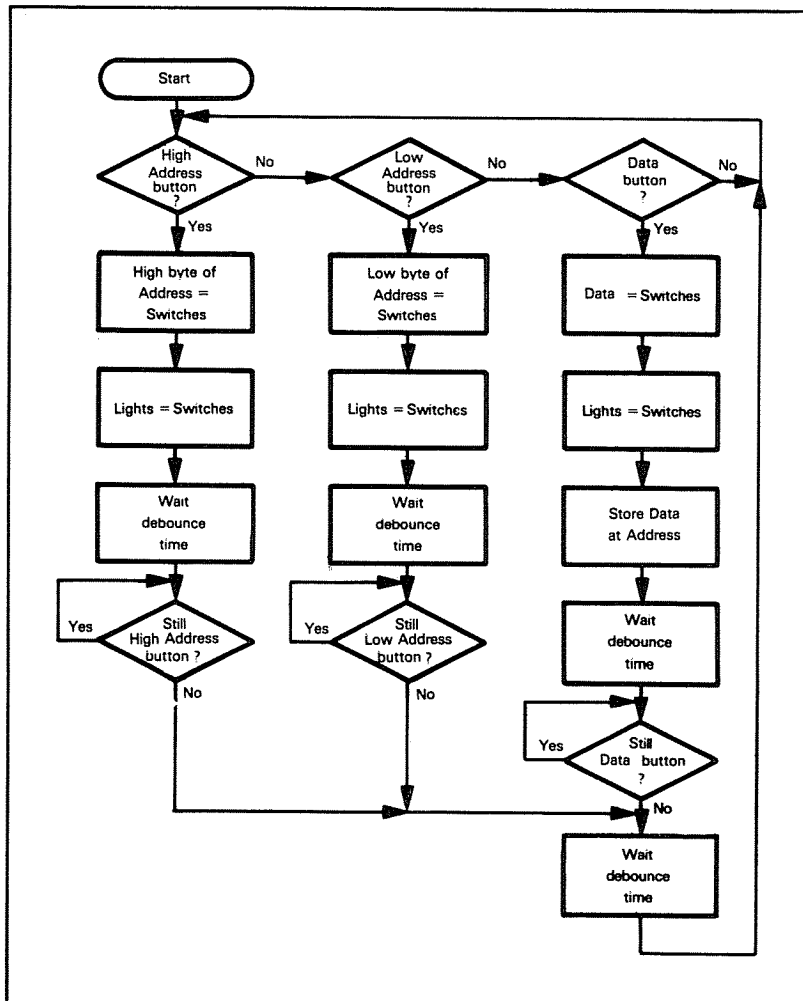 Start
High
Address
button
?
No
Yes
Low
Address
button
?
No
Yes
Data
button
?
No
Yes
High byte of
Address =
Switches
Low byte of
Address =
Switches
Data = Switches
Lights = Switches
Lights = Switches
Lights = Switches
Wait
debounce
time
Wait
debounce
time
Store Data
at Address
Still
High Address
button ?
Yes
No
Still
Low Address
button ?
Yes
No
Wait
debounce
time
Still
Data button
?
Yes
No
Wait
debounce
time